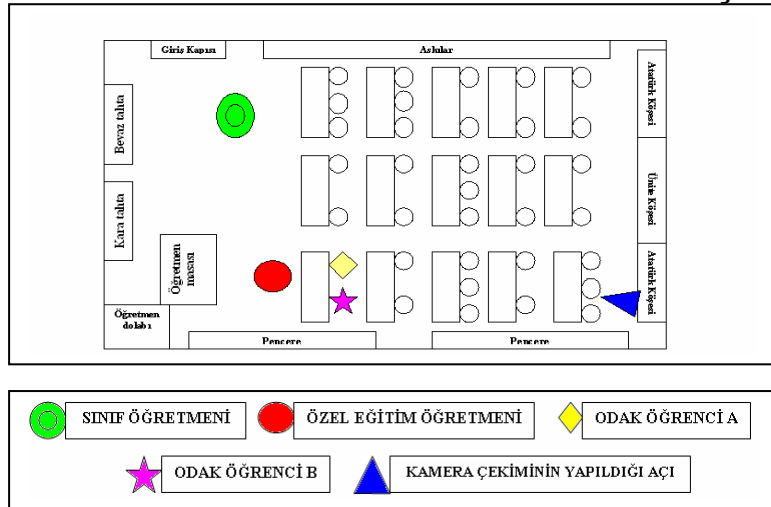 Giriş Kapısı
Askılar
Beyaz tahta
Kara tahta
Öğretmen
masası
Öğretmen
dolabı
Pencere
Pencere
Atatürk Köşesi
Ünite Köşesi
Atatürk Köşesi
SINIF ÖĞRETMENİ
ÖZEL EĞİTİM ÖĞRETMENİ
ODAK ÖĞRENCİ A
ODAK ÖĞRENCİ B
KAMERA ÇEKİMİNİN YAPILDIĞI AÇI